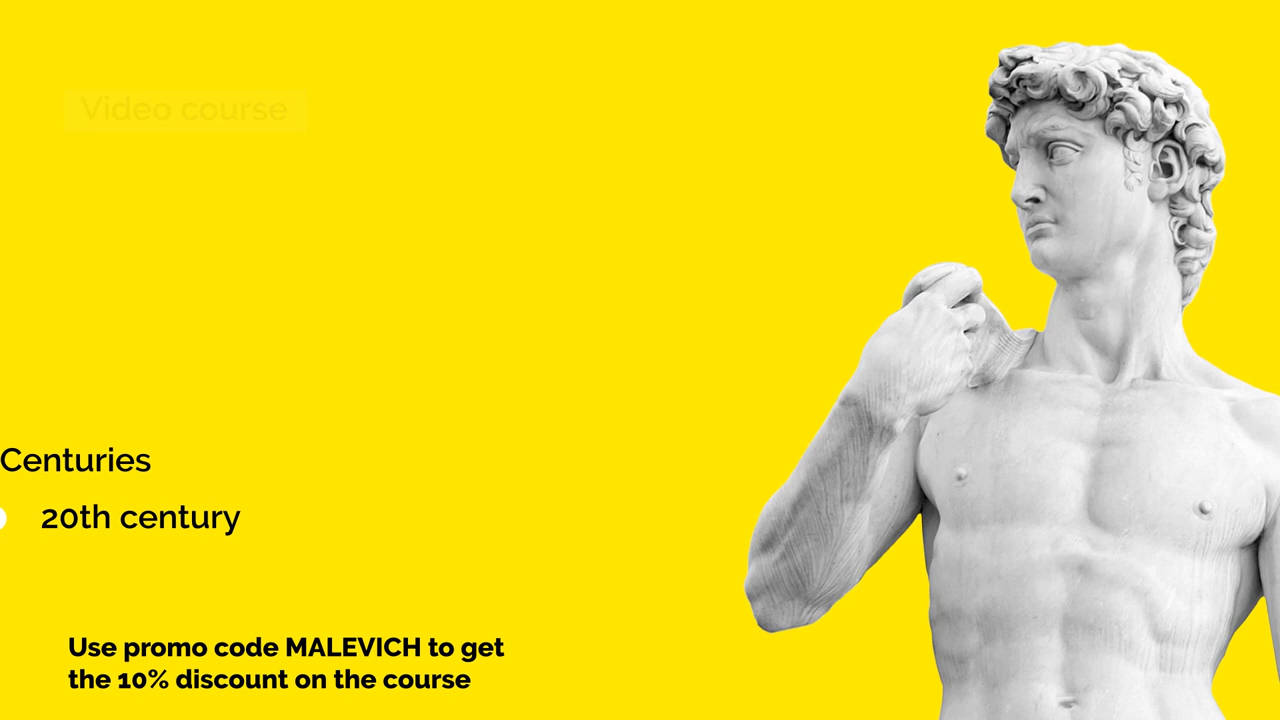 Video course
Centuries
20th century
Use promo code MALEVICH to get
the 10% discount on the course